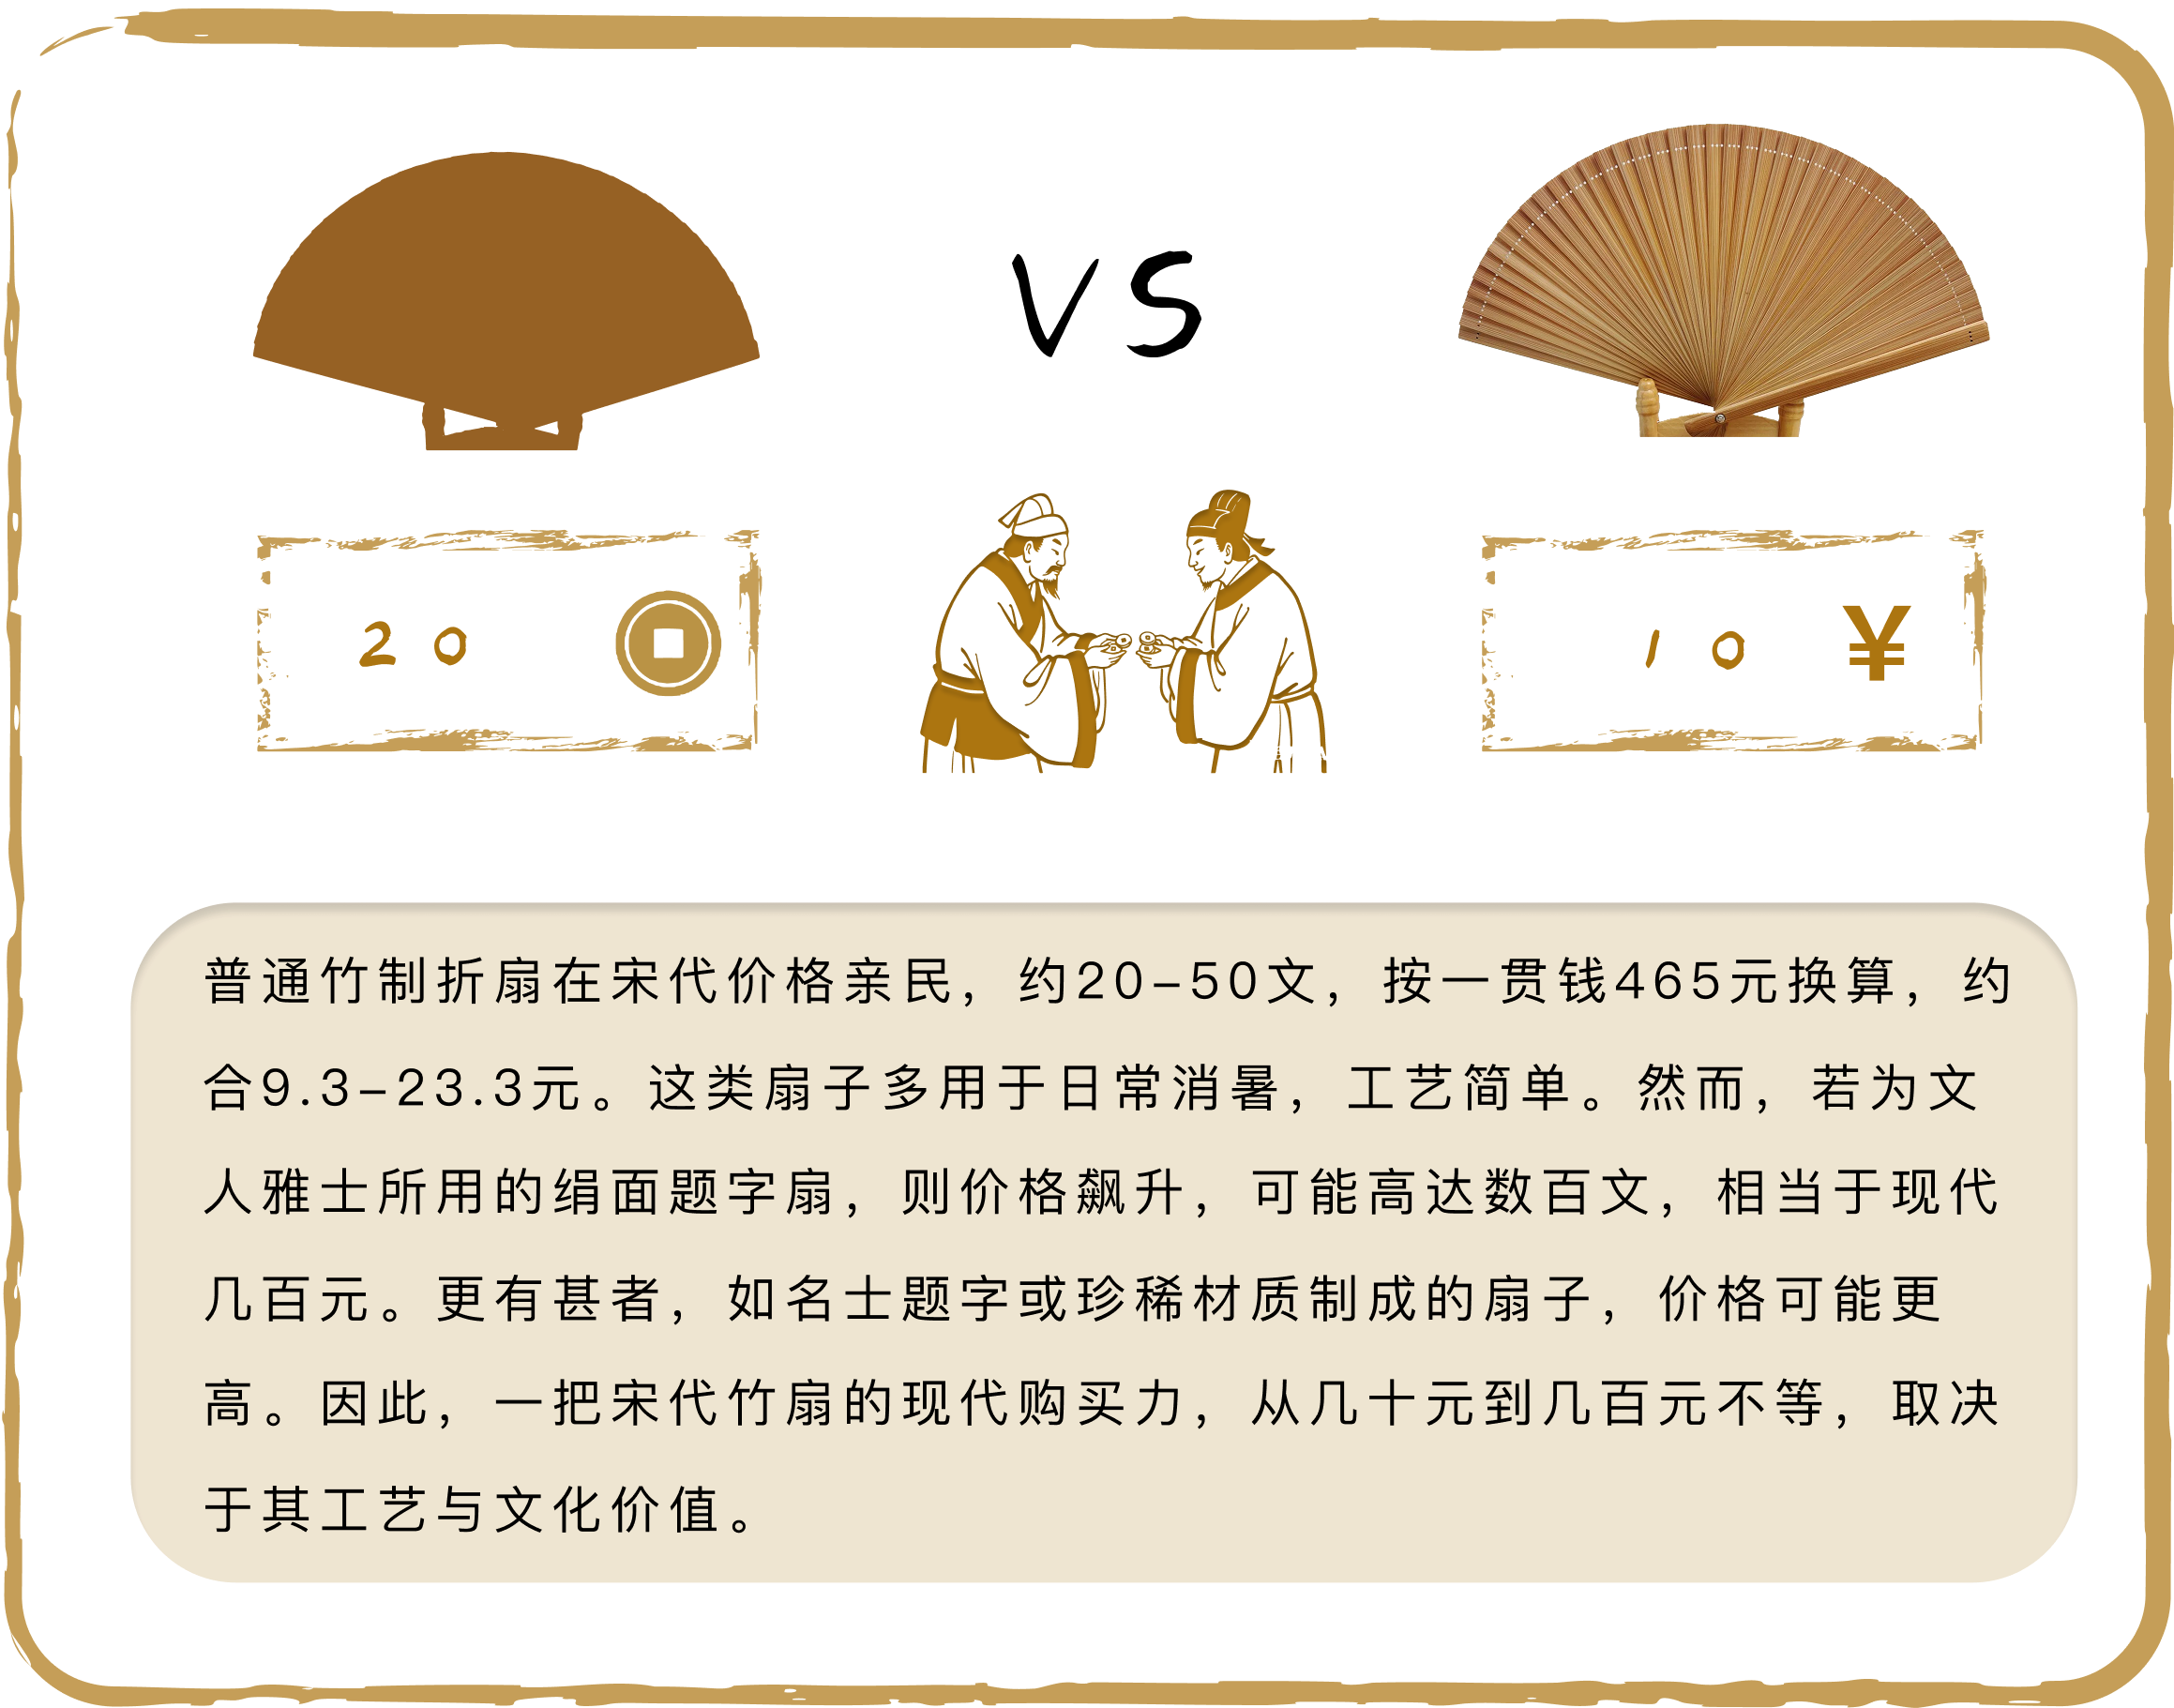 VS
20
10 ¥
普通竹制折扇在宋代价格亲民，约20-50文，按一贯钱465元换算，约
合9.3-23.3元。这类扇子多用于日常消暑，工艺简单。然而，若为文
人雅士所用的绢面题字扇，则价格飙升，可能高达数百文，相当于现代
几百元。更有甚者，如名士题字或珍稀材质制成的扇子，价格可能更
高。因此，一把宋代竹扇的现代购买力，从几十元到几百元不等，取决
于其工艺与文化价值。